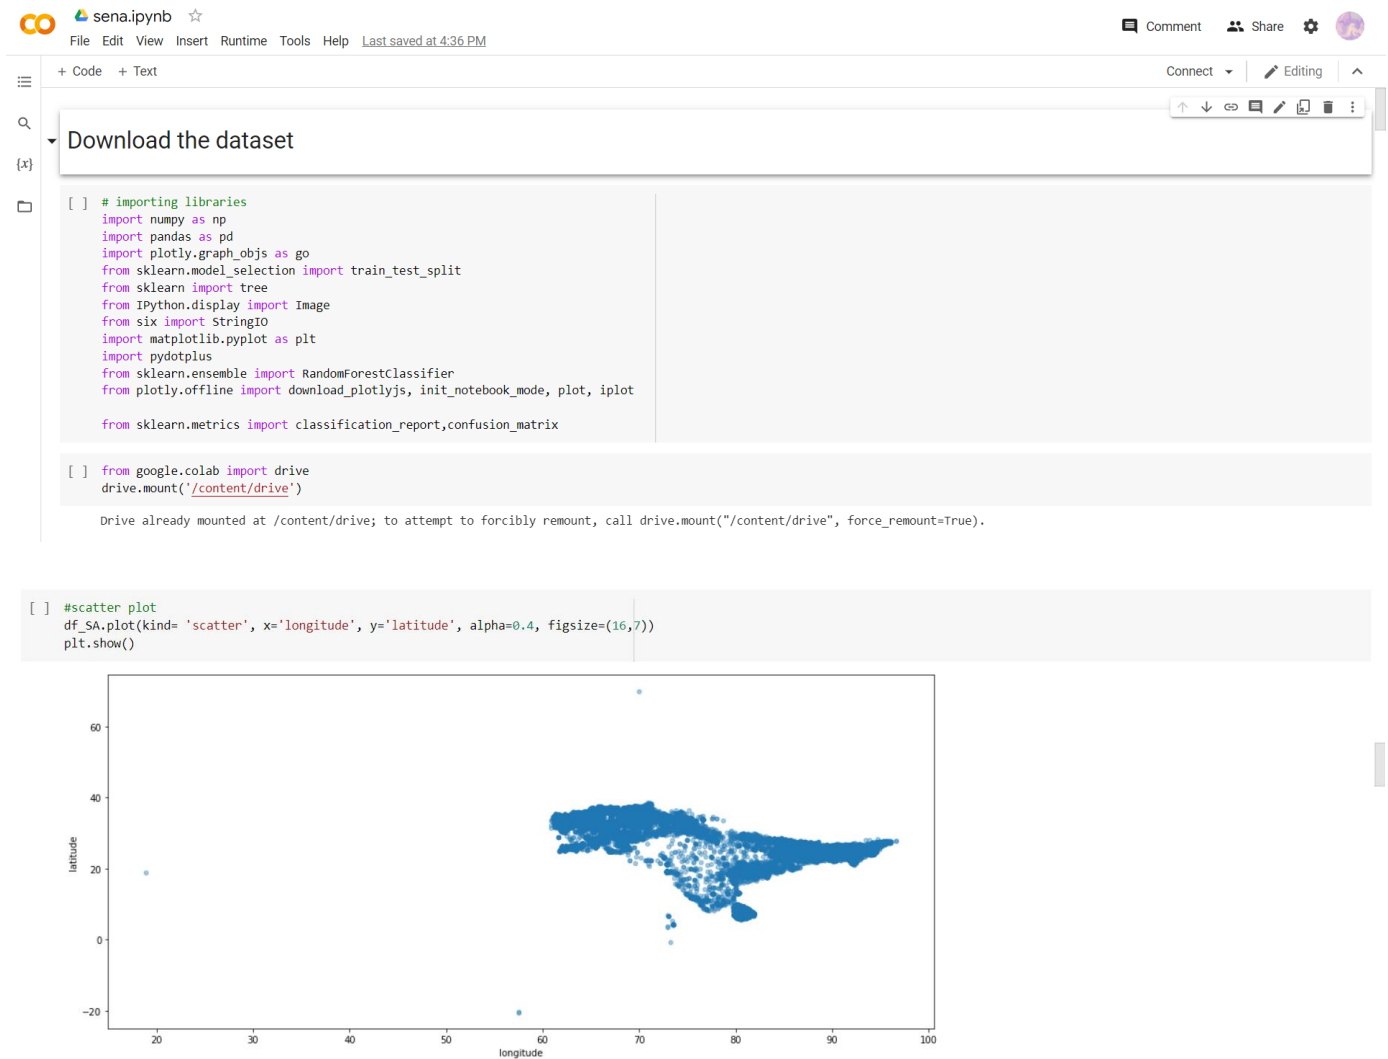 sena.ipynb
File Edit View Insert Runtime Tools Help Last saved at 4:36 PM
Comment Share
+ Code + Text
Connect Editing
{x}
Download the dataset
[ ] # importing libraries
import numpy as np
import pandas as pd
import plotly.graph_objs as go
from sklearn.model_selection import train_test_split
from sklearn import tree
from IPython.display import Image
from six import StringIO
import matplotlib.pyplot as plt
import pydotplus
from sklearn.ensemble import RandomForestClassifier
from plotly.offline import download_plotlyjs, init_notebook_mode, plot, iplot
from sklearn.metrics import classification_report,confusion_matrix
[ ] from google.colab import drive
drive.mount('/content/drive')
Drive already mounted at /content/drive; to attempt to forcibly remount, call drive.mount("/content/drive", force_remount=True).
[ ] #scatter plot
df_SA.plot(kind= 'scatter', x='longitude', y='latitude', alpha=0.4, figsize=(16,7))
plt.show()
60
40
20
0
−20
latitude
20 30 40 50 60 70 80 90 100
longitude